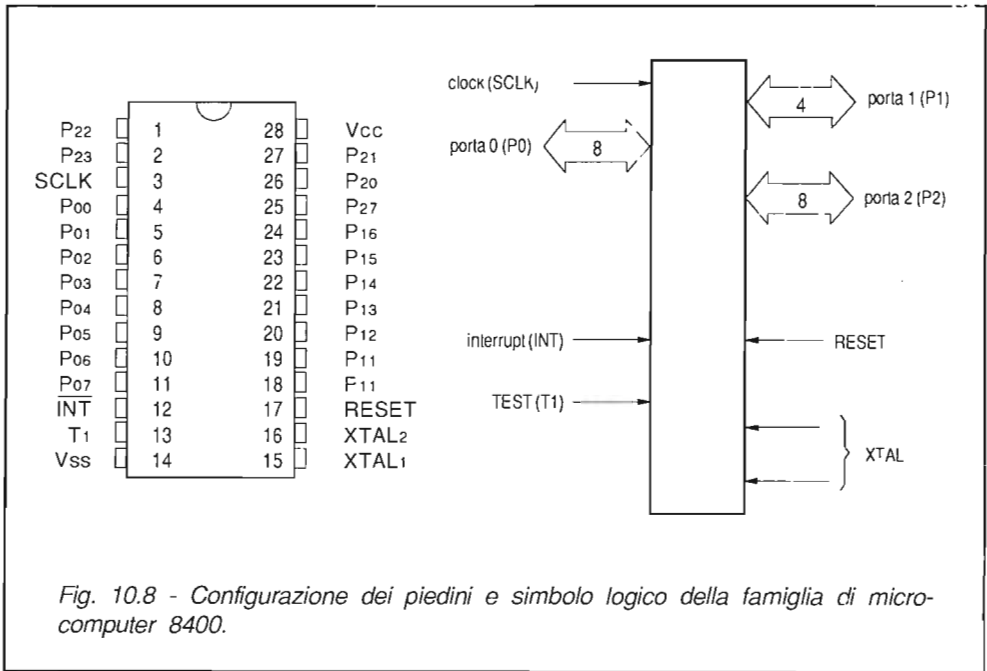 P22 1 28 Vcc
P23 2 27 P21
SCLK 3 26 P20
P00 4 25 P27
P01 5 24 P16
P02 6 23 P15
P03 7 22 P14
P04 8 21 P13
P05 9 20 P12
P06 10 19 P11
P07 11 18 F11
INT 12 17 RESET
T1 13 16 XTAL2
Vss 14 15 XTAL1
clock (SCLK)
porta 0 (P0) 8
4 porta 1 (P1)
8 porta 2 (P2)
interrupt (INT)
RESET
TEST (T1)
XTAL
Fig. 10.8 - Configurazione dei piedini e simbolo logico della famiglia di micro-
computer 8400.